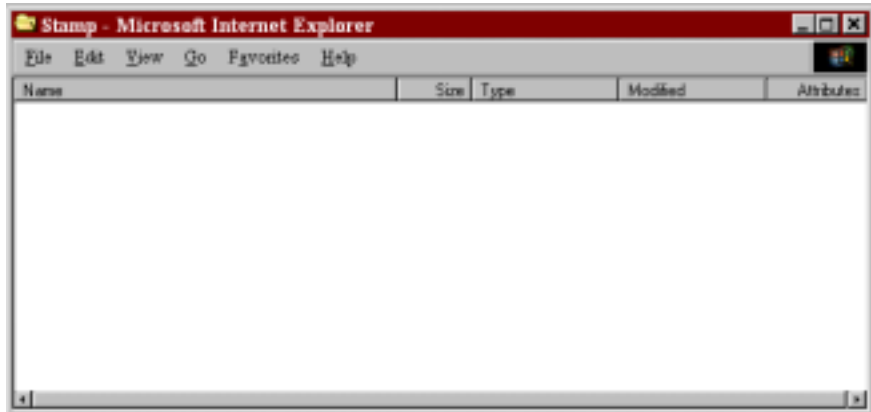 Stamp - Microsoft Internet Explorer
File Edit View Go Favorites Help
Name Size Type Modified Attributes